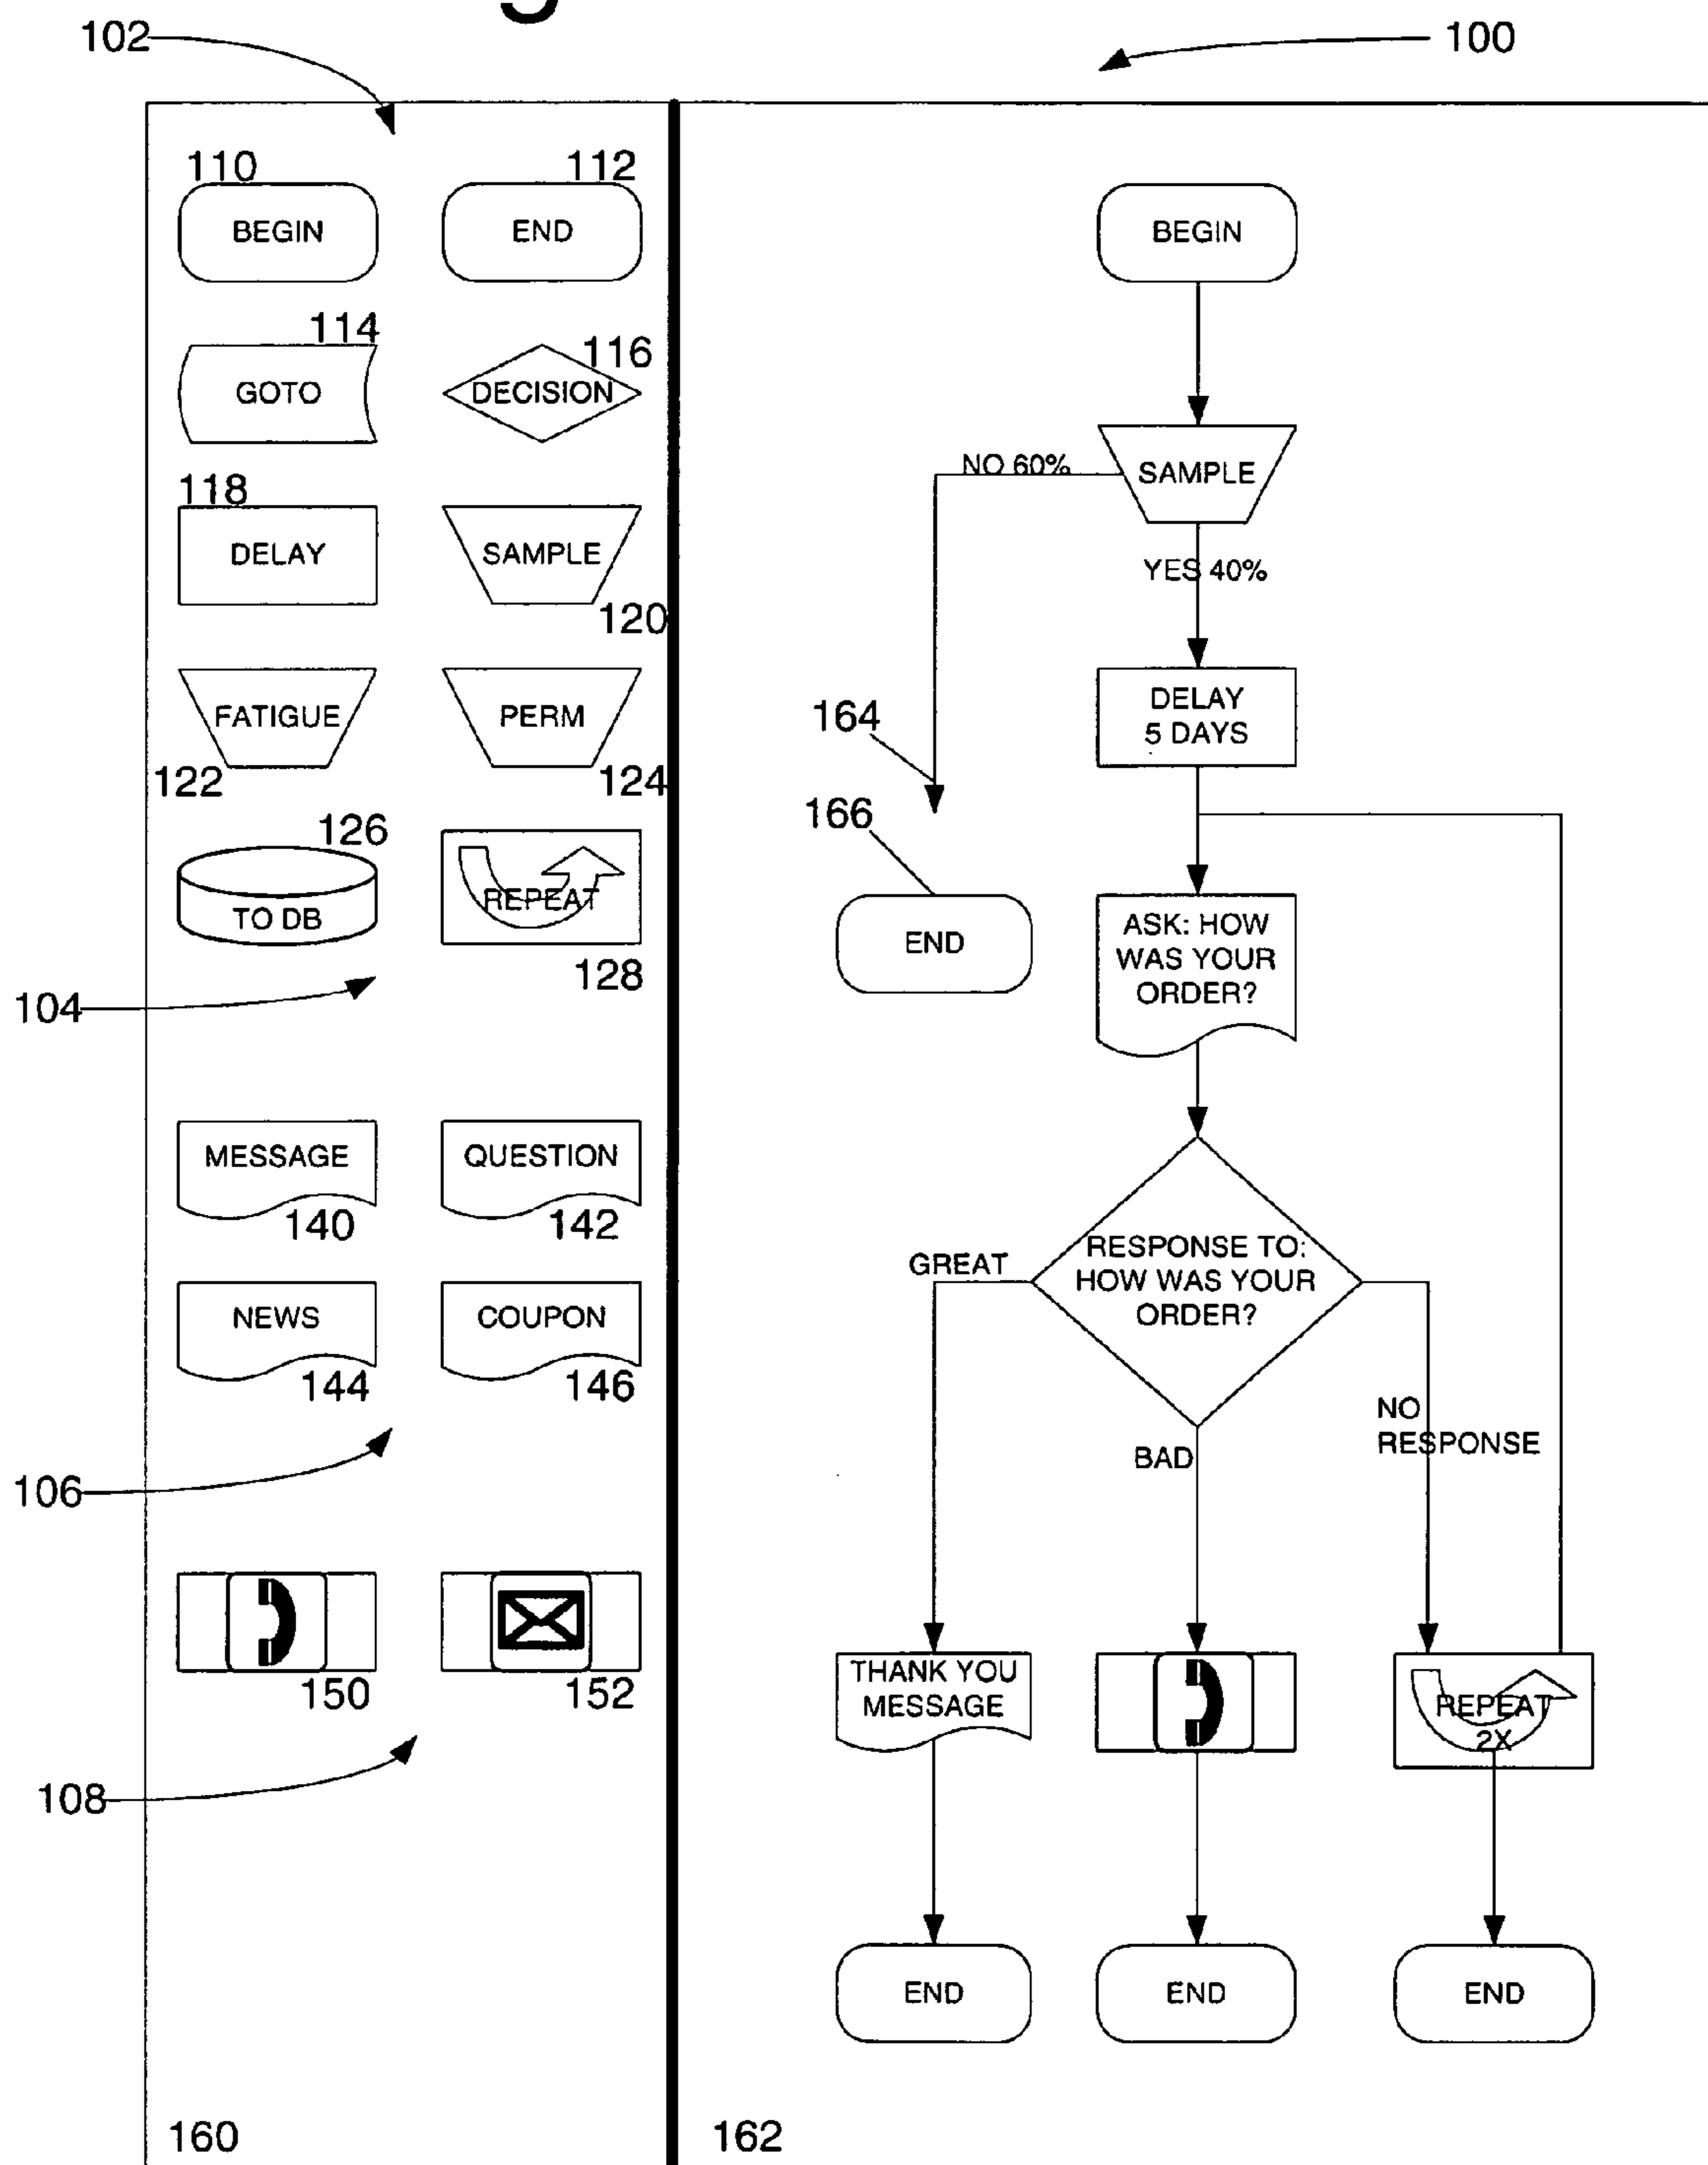 102
100
110
112
BEGIN
END
114
116
GOTO
DECISION
118
DELAY
SAMPLE
120
FATIGUE
PERM
122
124
126
TO DB
REPEAT
128
104
MESSAGE
QUESTION
140
142
NEWS
COUPON
144
146
106
150
152
108
160
BEGIN
SAMPLE
NO 60%
YES 40%
DELAY
5 DAYS
164
166
END
ASK: HOW
WAS YOUR
ORDER?
RESPONSE TO:
HOW WAS YOUR
ORDER?
GREAT
BAD
NO
RESPONSE
THANK YOU
MESSAGE
REPEAT
2X
END
END
END
162